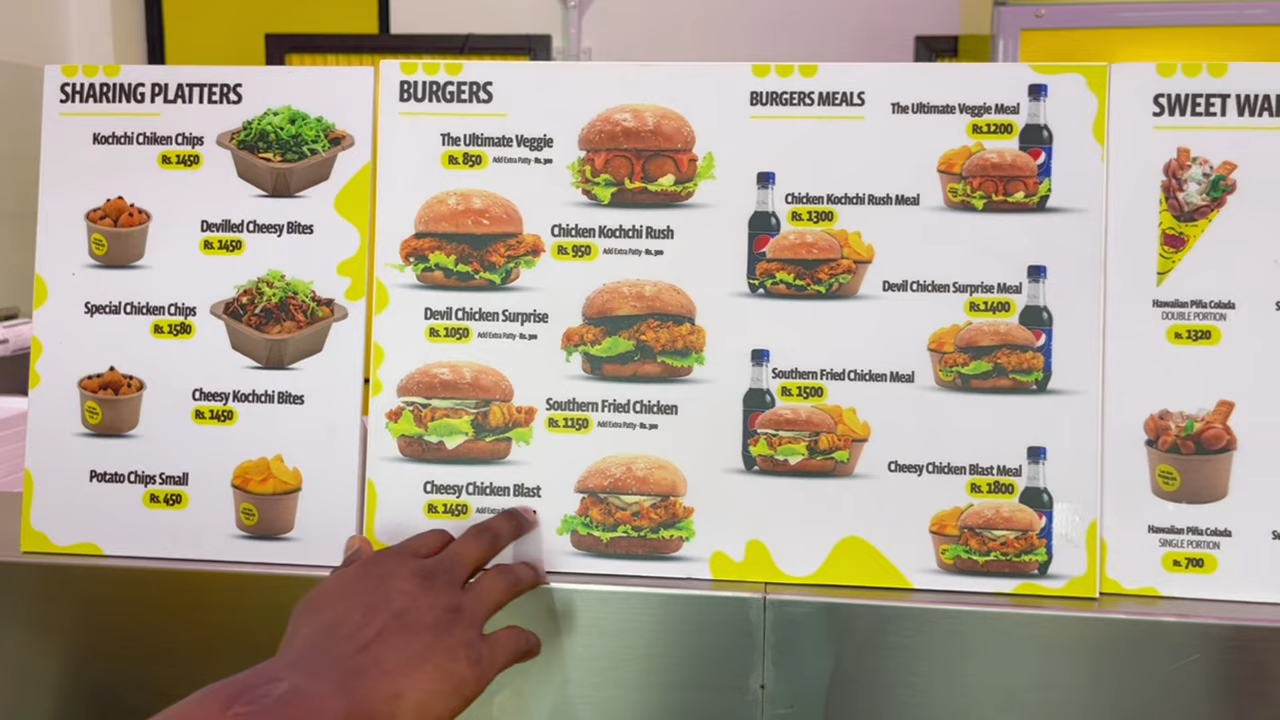 SHARING PLATTERS
Kochchi Chiken Chips
Rs. 1450
Devilled Cheesy Bites
Rs. 1450
Special Chicken Chips
Rs. 1580
Cheesy Kochchi Bites
Rs. 1450
Potato Chips Small
Rs. 450
BURGERS
The Ultimate Veggie
Rs. 850 Add Extra Patty - Rs. 300
Chicken Kochchi Rush
Rs. 950 Add Extra Patty - Rs. 300
Devil Chicken Surprise
Rs. 1050 Add Extra Patty - Rs. 300
Southern Fried Chicken
Rs. 1150 Add Extra Patty - Rs. 300
Cheesy Chicken Blast
Rs. 1450 Add Extra
BURGERS MEALS
The Ultimate Veggie Meal
Rs.1200
Chicken Kochchi Rush Meal
Rs. 1300
Devil Chicken Surprise Meal
Rs.1400
Southern Fried Chicken Meal
Rs. 1500
Cheesy Chicken Blast Meal
Rs. 1800
SWEET
Hawaiian Piña Colada
DOUBLE PORTION
Rs. 1320
Hawaiian Piña Colada
SINGLE PORTION
Rs. 700